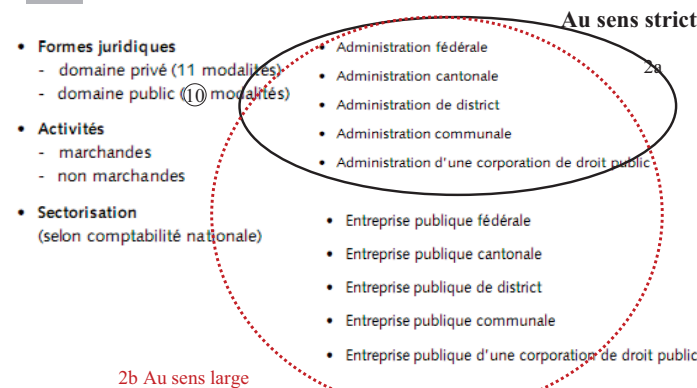 Au sens strict
• Formes juridiques
- domaine privé (11 modalités)
- domaine public (10 modalités)
• Activités
- marchandes
- non marchandes
• Sectorisation
(selon comptabilité nationale)
• Administration fédérale
2a
• Administration cantonale
• Administration de district
• Administration communale
• Administration d'une corporation de droit public
• Entreprise publique fédérale
• Entreprise publique cantonale
• Entreprise publique de district
• Entreprise publique communale
• Entreprise publique d'une corporation de droit public
2b Au sens large